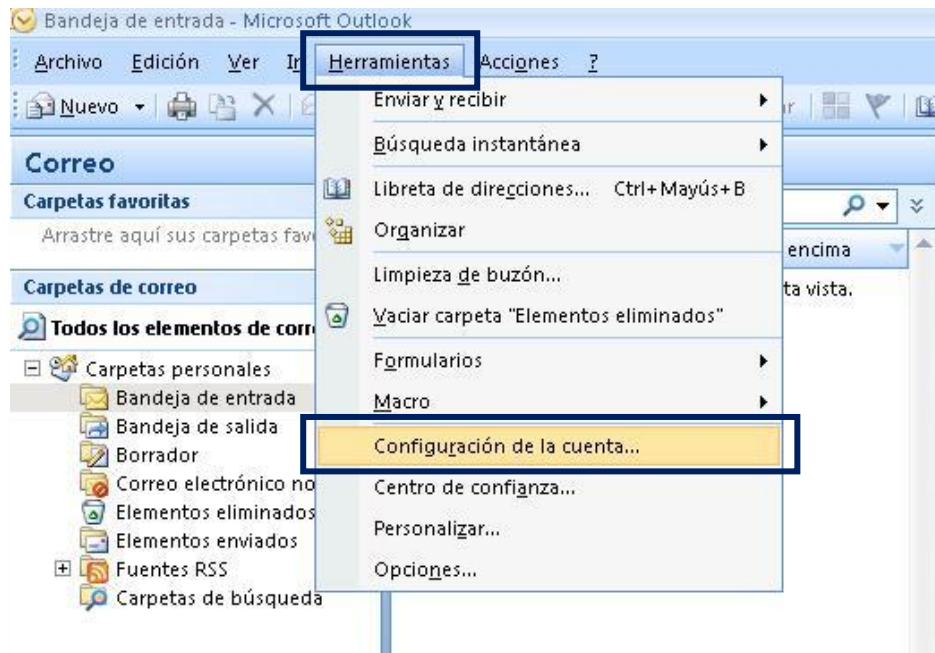 Bandeja de entrada - Microsoft Outlook
Archivo Edición Ver Herramientas Acciones ?
Nuevo
Enviar y recibir
Búsqueda instantánea
Libreta de direcciones... Ctrl+Mayús+B
Organizar
Limpieza de buzón...
Vaciar carpeta "Elementos eliminados"
Formularios
Macro
Configuración de la cuenta...
Centro de confianza...
Personalizar...
Opciones...
Correo
Carpetas favoritas
Arrastre aquí sus carpetas
Carpetas de correo
Todos los elementos de
Carpetas personales
Bandeja de entrada
Bandeja de salida
Borrador
Correo electrónico no
Elementos eliminados
Elementos enviados
Fuentes RSS
Carpetas de búsqueda
encima
ta vista.